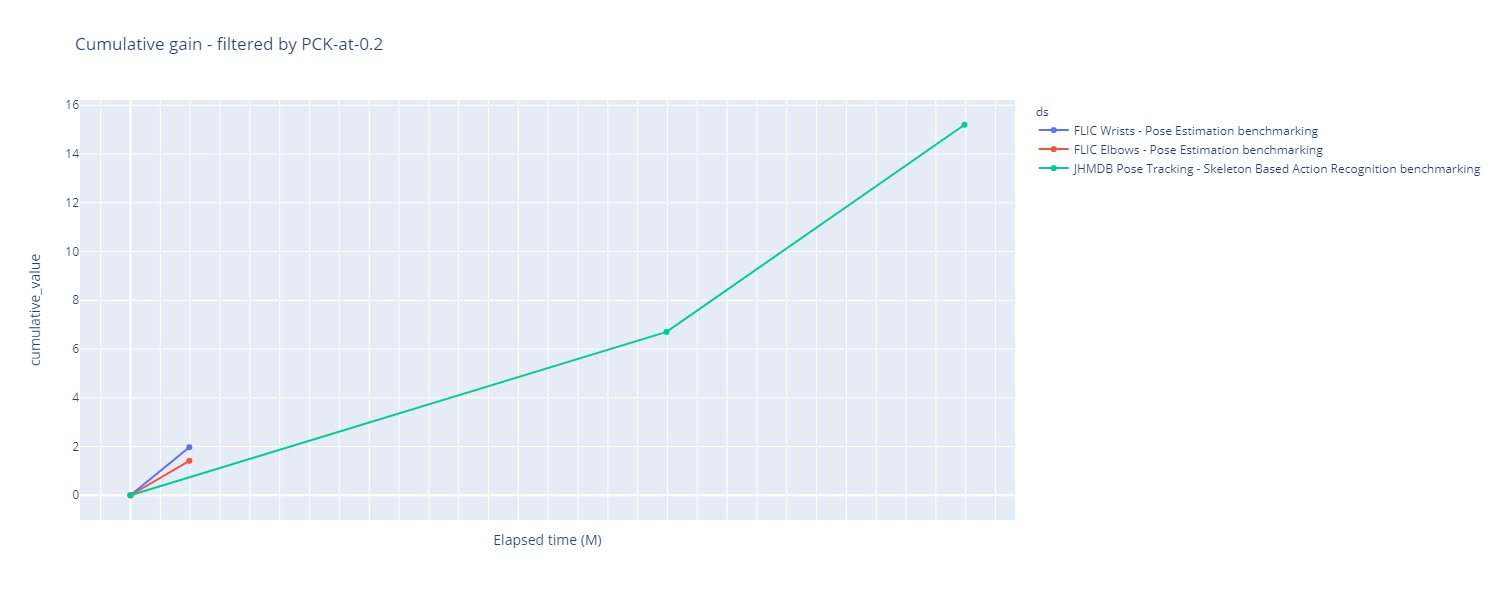 Cumulative gain - filtered by PCK-at-0.2
ds
FLIC Wrists - Pose Estimation benchmarking
FLIC Elbows - Pose Estimation benchmarking
JHMDB Pose Tracking - Skeleton Based Action Recognition benchmarking
cumulative_value
16
14
12
10
8
6
4
2
0
Elapsed time (M)